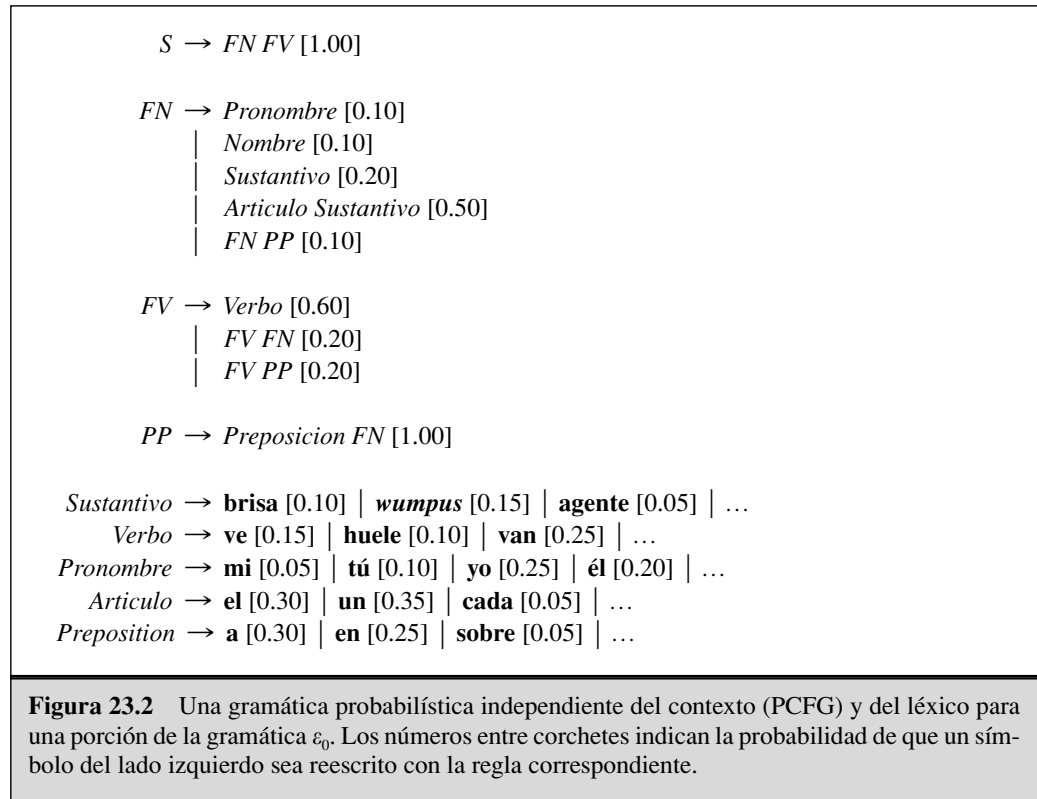 S → FN FV [1.00]
FN → Pronombre [0.10]
| Nombre [0.10]
| Sustantivo [0.20]
| Articulo Sustantivo [0.50]
| FN PP [0.10]
FV → Verbo [0.60]
| FV FN [0.20]
| FV PP [0.20]
PP → Preposicion FN [1.00]
Sustantivo → brisa [0.10] | wumpus [0.15] | agente [0.05] | …
Verbo → ve [0.15] | huele [0.10] | van [0.25] | …
Pronombre → mi [0.05] | tú [0.10] | yo [0.25] | él [0.20] | …
Articulo → el [0.30] | un [0.35] | cada [0.05] | …
Preposition → a [0.30] | en [0.25] | sobre [0.05] | …
Figura 23.2 Una gramática probabilística independiente del contexto (PCFG) y del léxico para
una porción de la gramática ε₀. Los números entre corchetes indican la probabilidad de que un sím-
bolo del lado izquierdo sea reescrito con la regla correspondiente.